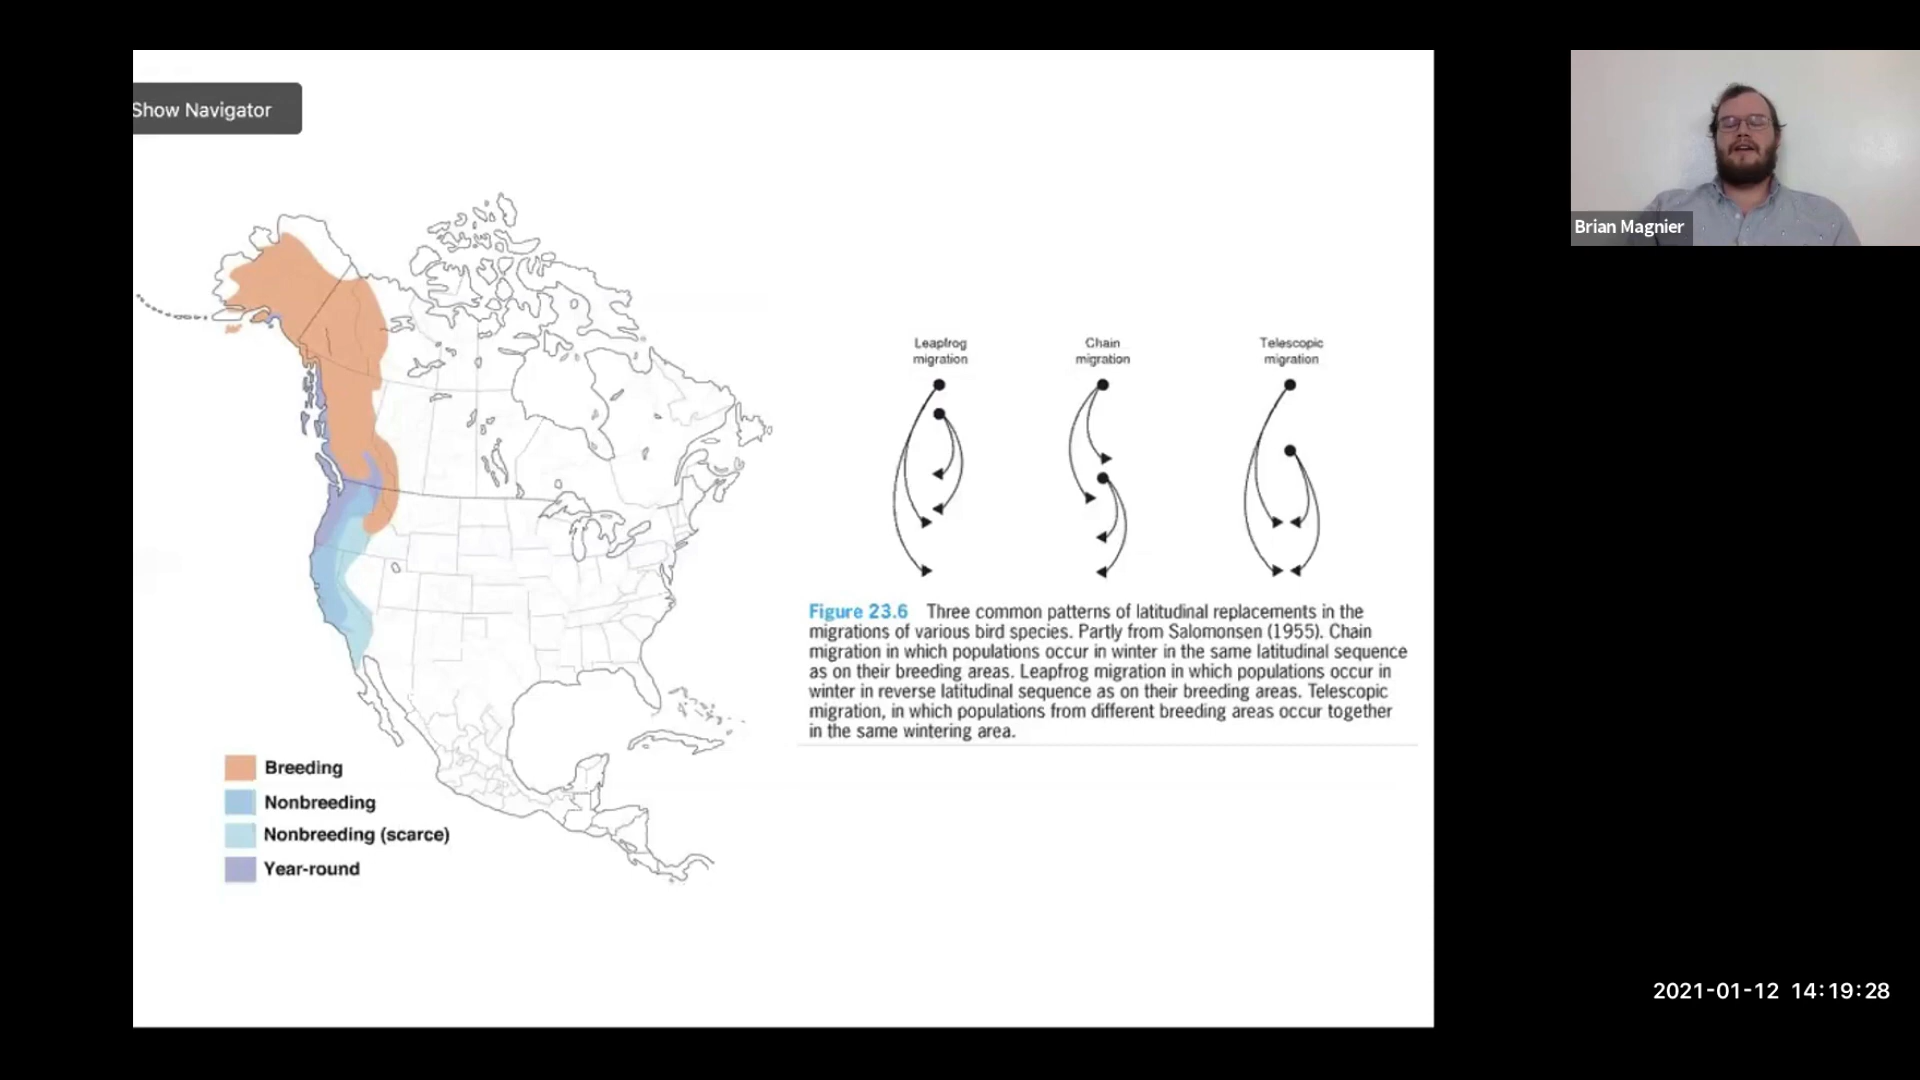 Show Navigator
Brian Magnier
Leapfrog
migration
Chain
migration
Telescopic
migration
Figure 23.6 Three common patterns of latitudinal replacements in the
migrations of various bird species. Partly from Salomonsen (1955). Chain
migration in which populations occur in winter in the same latitudinal sequence
as on their breeding areas. Leapfrog migration in which populations occur in
winter in reverse latitudinal sequence as on their breeding areas. Telescopic
migration, in which populations from different breeding areas occur together
in the same wintering area.
Breeding
Nonbreeding
Nonbreeding (scarce)
Year-round
2021-01-12 14:19:28